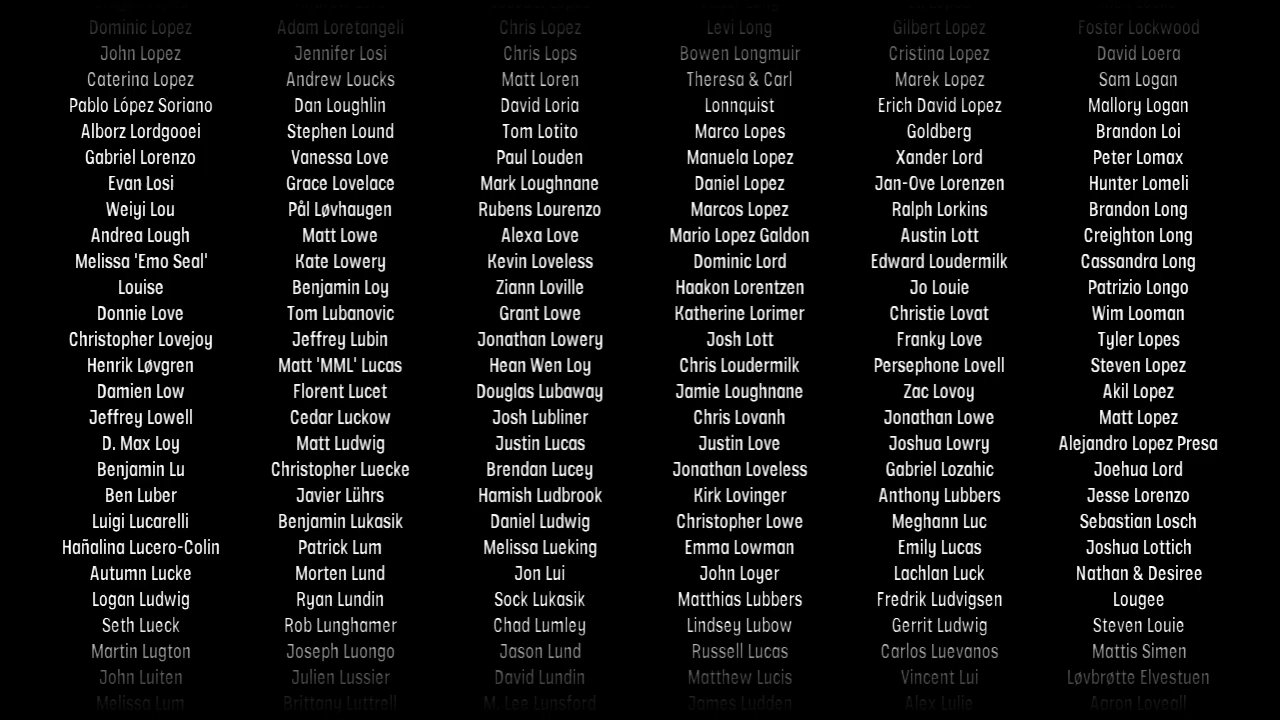 Dominic Lopez
John Lopez
Caterina Lopez
Pablo López Soriano
Alborz Lordgooei
Gabriel Lorenzo
Evan Losi
Weiyi Lou
Andrea Lough
Melissa 'Emo Seal'
Louise
Donnie Love
Christopher Lovejoy
Henrik Løvgren
Damien Low
Jeffrey Lowell
D. Max Loy
Benjamin Lu
Ben Luber
Luigi Lucarelli
Hañalina Lucero-Colin
Autumn Lucke
Logan Ludwig
Seth Lueck
Martin Lugton
John Luiten
Melissa Lum
Adam Loretangeli
Jennifer Losi
Andrew Loucks
Dan Loughlin
Stephen Lound
Vanessa Love
Grace Lovelace
Pål Løvhaugen
Matt Lowe
Kate Lowery
Benjamin Loy
Tom Lubanovic
Jeffrey Lubin
Matt 'MML' Lucas
Florent Lucet
Cedar Luckow
Matt Ludwig
Christopher Luecke
Javier Lührs
Benjamin Lukasik
Patrick Lum
Morten Lund
Ryan Lundin
Rob Lunghamer
Joseph Luongo
Julien Lussier
Brittany Luttrell
Chris Lopez
Chris Lops
Matt Loren
David Loria
Tom Lotito
Paul Louden
Mark Loughnane
Rubens Lourenzo
Alexa Love
Kevin Loveless
Ziann Loville
Grant Lowe
Jonathan Lowery
Hean Wen Loy
Douglas Lubaway
Josh Lubliner
Justin Lucas
Brendan Lucey
Hamish Ludbrook
Daniel Ludwig
Melissa Lueking
Jon Lui
Sock Lukasik
Chad Lumley
Jason Lund
David Lundin
M. Lee Lunsford
Levi Long
Bowen Longmuir
Theresa & Carl
Lonnquist
Marco Lopes
Manuela Lopez
Daniel Lopez
Marcos Lopez
Mario Lopez Galdon
Dominic Lord
Haakon Lorentzen
Katherine Lorimer
Josh Lott
Chris Loudermilk
Jamie Loughnane
Chris Lovanh
Justin Love
Jonathan Loveless
Kirk Lovinger
Christopher Lowe
Emma Lowman
John Loyer
Matthias Lubbers
Lindsey Lubow
Russell Lucas
Matthew Lucis
James Ludden
Gilbert Lopez
Cristina Lopez
Marek Lopez
Erich David Lopez
Goldberg
Xander Lord
Jan-Ove Lorenzen
Ralph Lorkins
Austin Lott
Edward Loudermilk
Jo Louie
Christie Lovat
Franky Love
Persephone Lovell
Zac Lovoy
Jonathan Lowe
Joshua Lowry
Gabriel Lozahic
Anthony Lubbers
Meghann Luc
Emily Lucas
Lachlan Luck
Fredrik Ludvigsen
Gerrit Ludwig
Carlos Luevanos
Vincent Lui
Alex Lulie
Foster Lockwood
David Loera
Sam Logan
Mallory Logan
Brandon Loi
Peter Lomax
Hunter Lomeli
Brandon Long
Creighton Long
Cassandra Long
Patrizio Longo
Wim Looman
Tyler Lopes
Steven Lopez
Akil Lopez
Matt Lopez
Alejandro Lopez Presa
Joehua Lord
Jesse Lorenzo
Sebastian Losch
Joshua Lottich
Nathan & Desiree
Lougee
Steven Louie
Mattis Simen
Løvbrøtte Elvestuen
Aaron Loveall